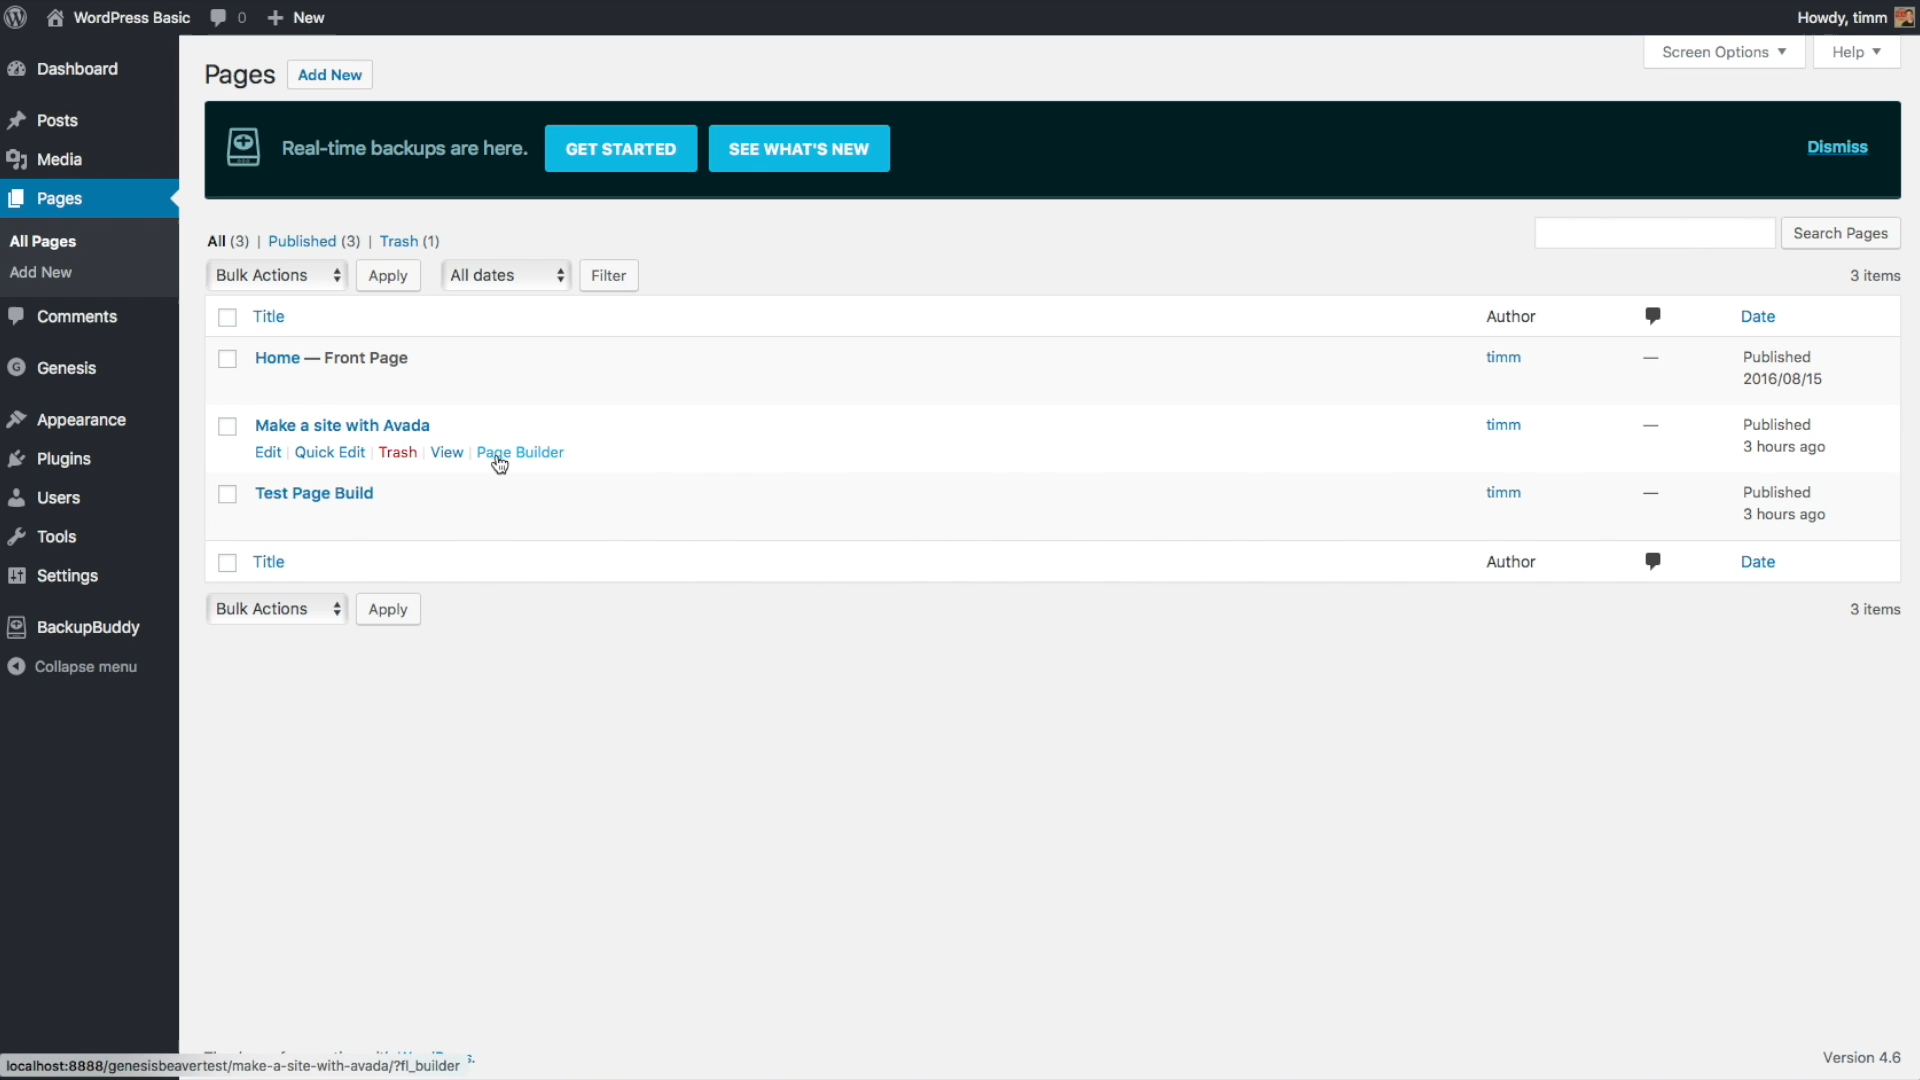 WordPress Basic 0 New Howdy, timm
Screen Options Help
Dashboard
Posts
Media
Pages
All Pages
Add New
Comments
Genesis
Appearance
Plugins
Users
Tools
Settings
BackupBuddy
Collapse menu
Pages Add New
Real-time backups are here. GET STARTED SEE WHAT'S NEW Dismiss
All (3) | Published (3) | Trash (1)
Search Pages
Bulk Actions Apply All dates Filter 3 items
Title Author Date
Home — Front Page timm — Published
2016/08/15
Make a site with Avada timm — Published
3 hours ago
Edit | Quick Edit | Trash | View | Page Builder
Test Page Build timm — Published
3 hours ago
Title Author Date
Bulk Actions Apply 3 items
Version 4.6
localhost:8888/genesisbeavertest/make-a-site-with-avada/?fl_builder